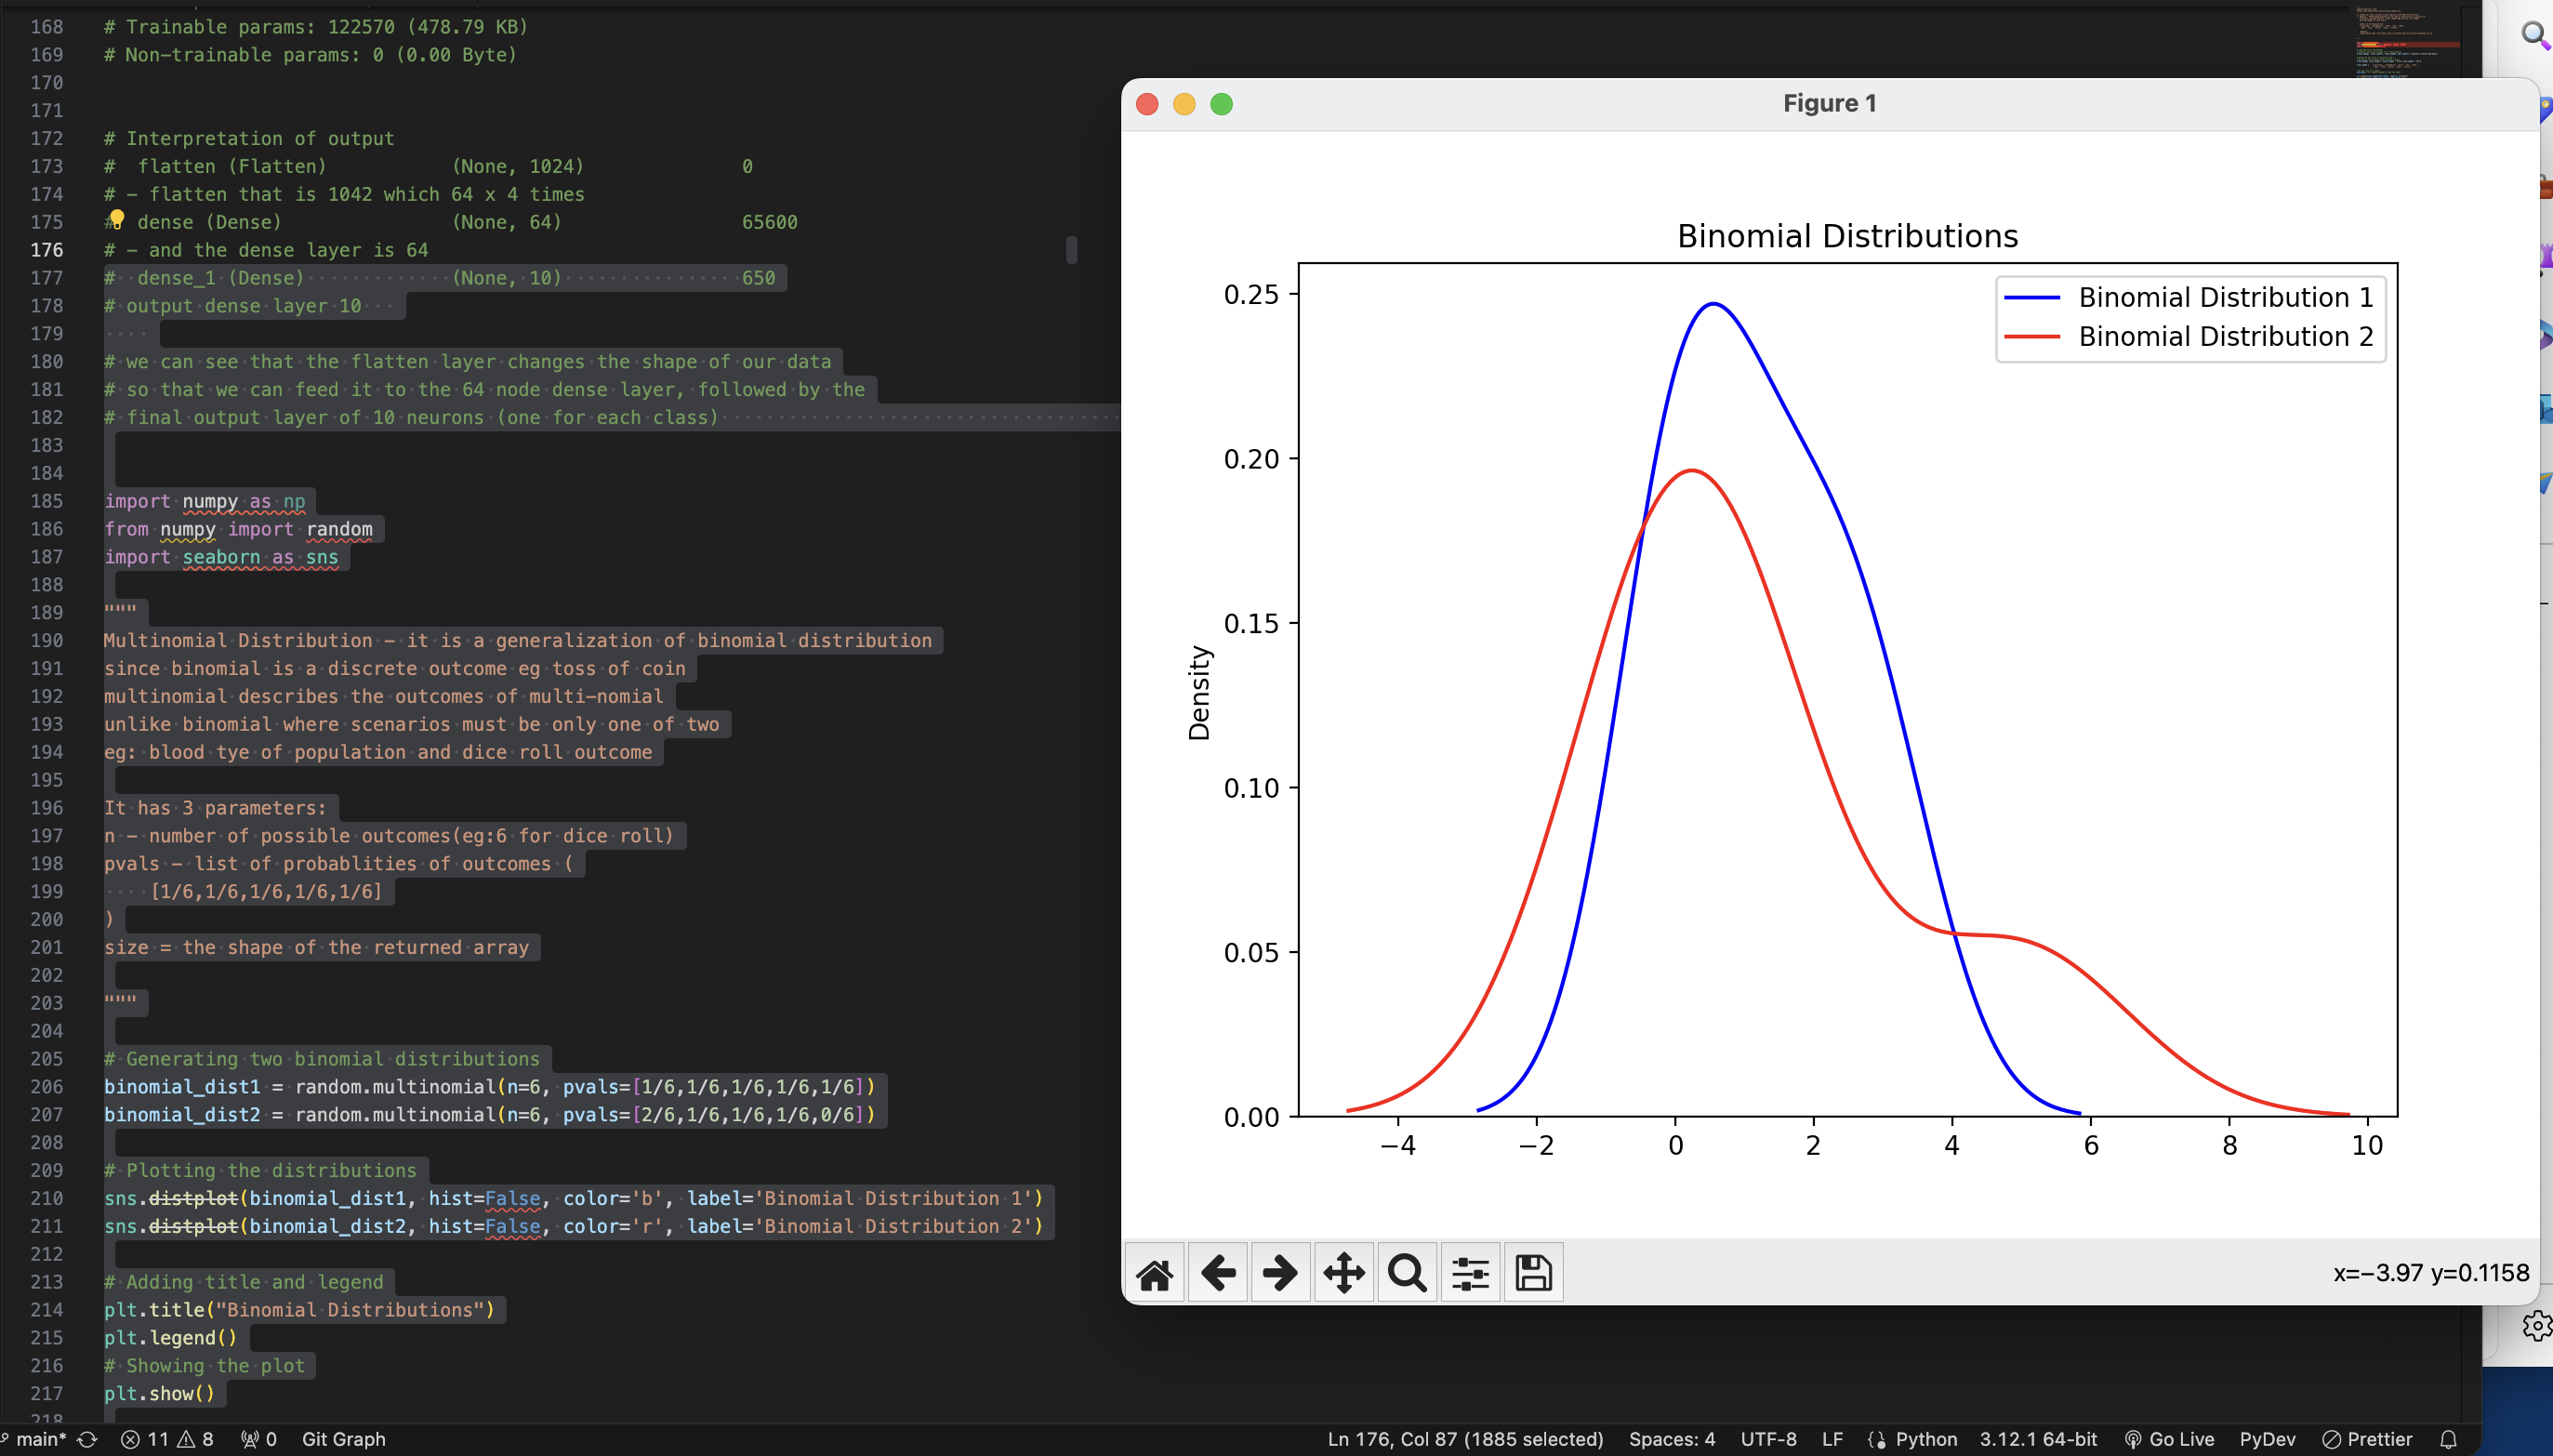 168 # Trainable params: 122570 (478.79 KB)
169 # Non-trainable params: 0 (0.00 Byte)
170
171
172 # Interpretation of output
173 #  flatten (Flatten)           (None, 1024)              0
174 # - flatten that is 1042 which 64 x 4 times
175 #  dense (Dense)               (None, 64)                65600
176 # - and the dense layer is 64
177 #  dense_1 (Dense)             (None, 10)                650
178 # output dense layer 10
179
180 # we can see that the flatten layer changes the shape of our data
181 # so that we can feed it to the 64 node dense layer, followed by the
182 # final output layer of 10 neurons (one for each class)
183
184
185 import numpy as np
186 from numpy import random
187 import seaborn as sns
188
189 """
190 Multinomial Distribution - it is a generalization of binomial distribution
191 since binomial is a discrete outcome eg toss of coin
192 multinomial describes the outcomes of multi-nomial
193 unlike binomial where scenarios must be only one of two
194 eg: blood tye of population and dice roll outcome
195
196 It has 3 parameters:
197 n - number of possible outcomes(eg:6 for dice roll)
198 pvals - list of probablities of outcomes (
199     [1/6,1/6,1/6,1/6,1/6]
200 )
201 size = the shape of the returned array
202
203 """
204
205 # Generating two binomial distributions
206 binomial_dist1 = random.multinomial(n=6, pvals=[1/6,1/6,1/6,1/6,1/6])
207 binomial_dist2 = random.multinomial(n=6, pvals=[2/6,1/6,1/6,1/6,0/6])
208
209 # Plotting the distributions
210 sns.distplot(binomial_dist1, hist=False, color='b', label='Binomial Distribution 1')
211 sns.distplot(binomial_dist2, hist=False, color='r', label='Binomial Distribution 2')
212
213 # Adding title and legend
214 plt.title("Binomial Distributions")
215 plt.legend()
216 # Showing the plot
217 plt.show()
218
Figure 1
Binomial Distributions
Binomial Distribution 1
Binomial Distribution 2
Density
0.25
0.20
0.15
0.10
0.05
0.00
−4 −2 0 2 4 6 8 10
x=−3.97 y=0.1158
main* 11 8 0 Git Graph Ln 176, Col 87 (1885 selected) Spaces: 4 UTF-8 LF Python 3.12.1 64-bit Go Live PyDev Prettier